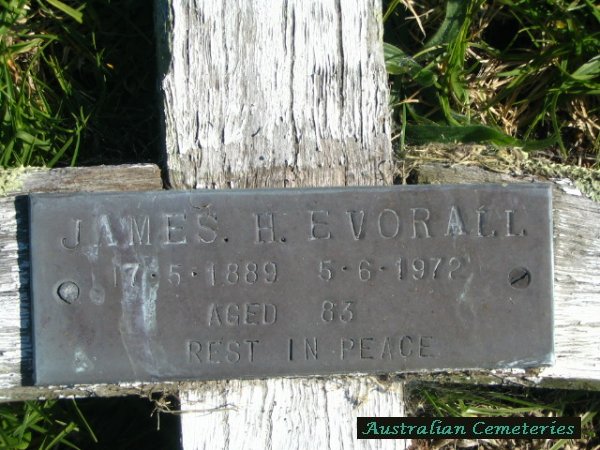 JAMES. H. EVORALL
17-5-1889 5-6-1972
AGED 83
REST IN PEACE
Australian Cemeteries